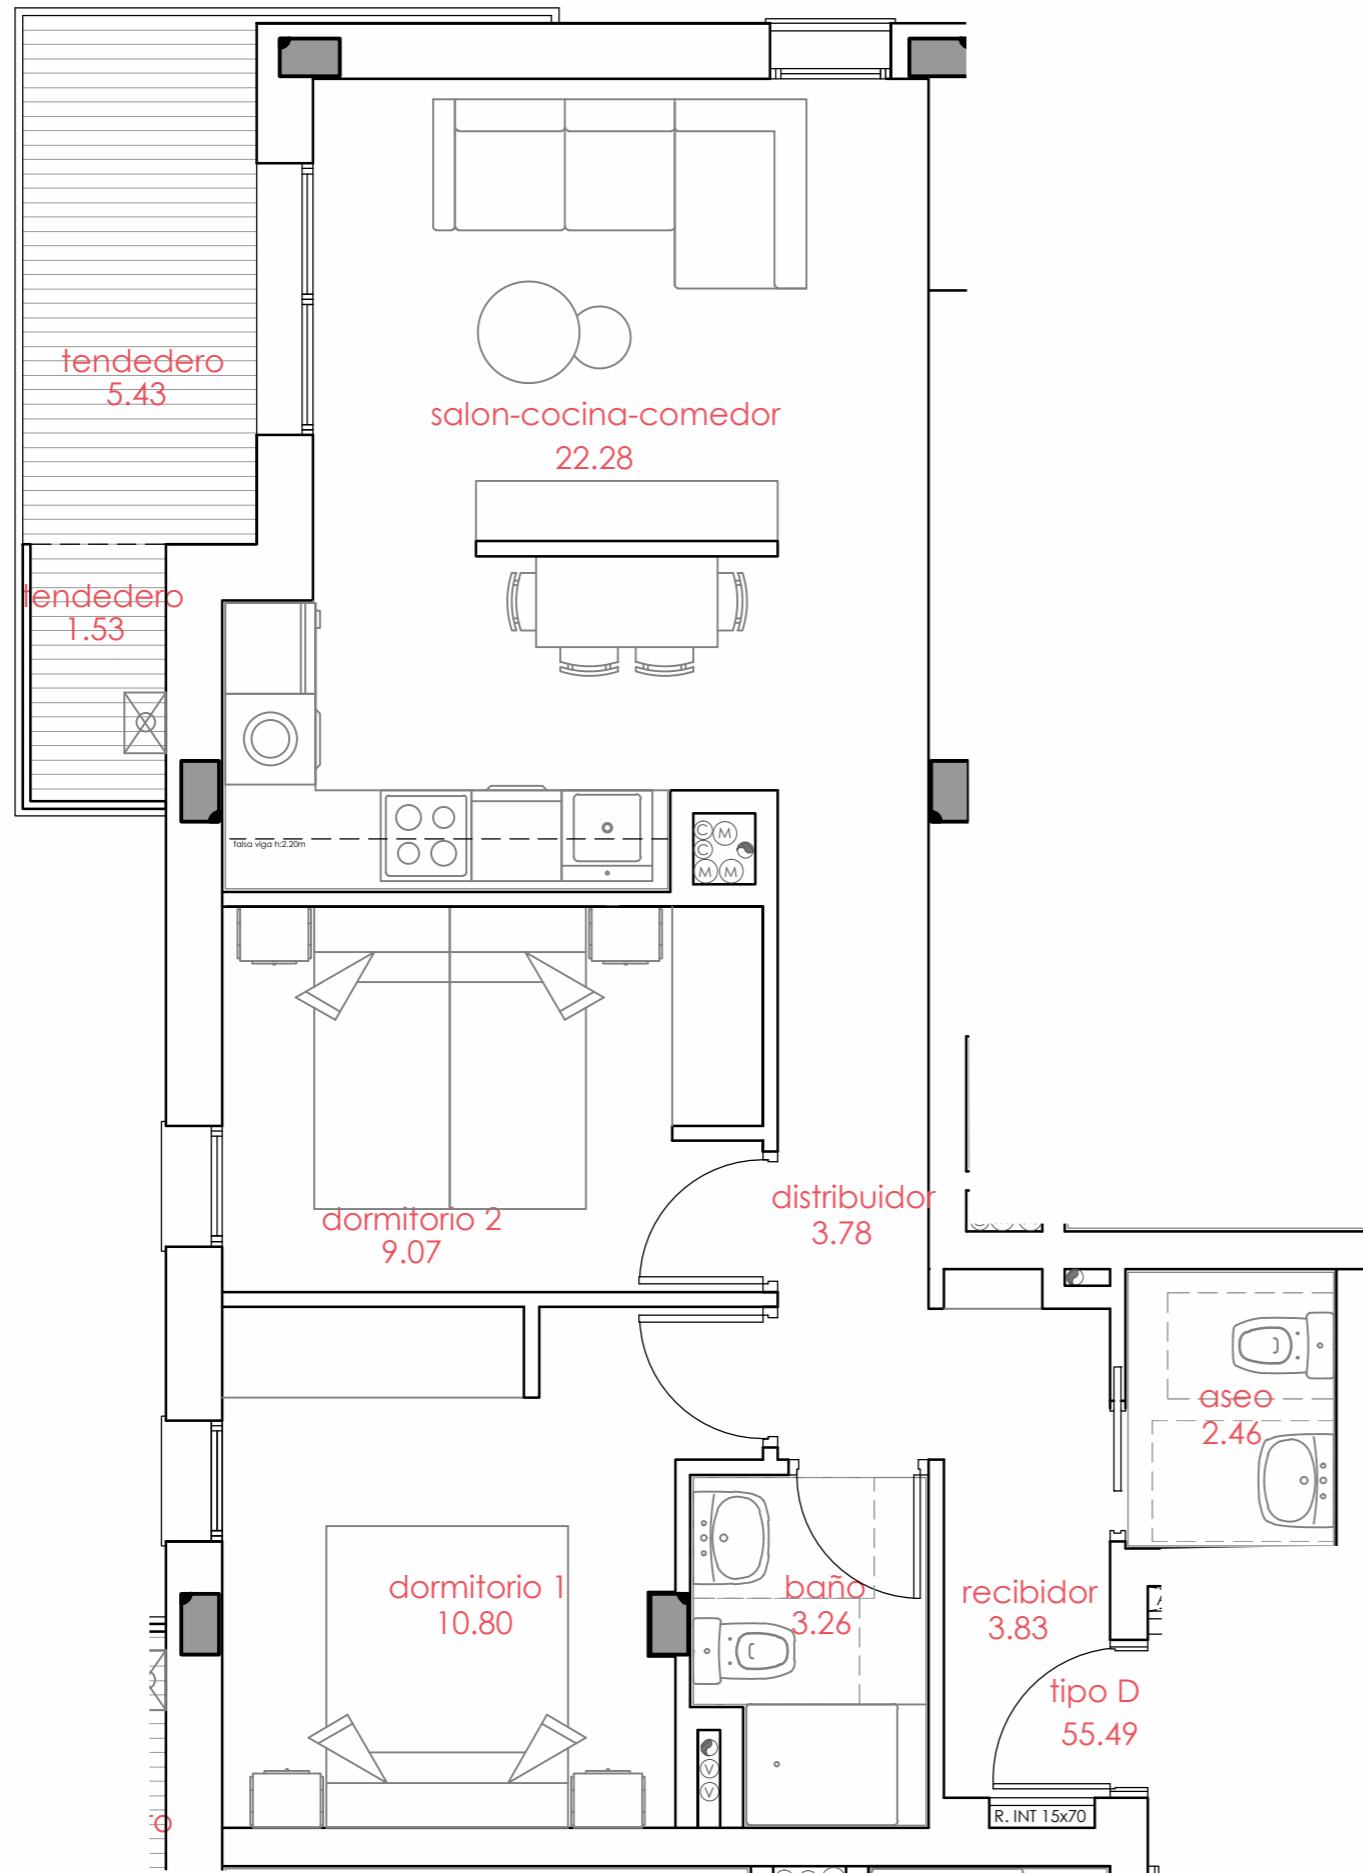 tendedero
5.43
salon-cocina-comedor
22.28
tendedero
1.53
falsa viga h:2.20m
C M
C
M M
dormitorio 2
9.07
distribuidor
3.78
aseo
2.46
dormitorio 1
10.80
baño
3.26
recibidor
3.83
tipo D
55.49
V
V
R. INT 15x70